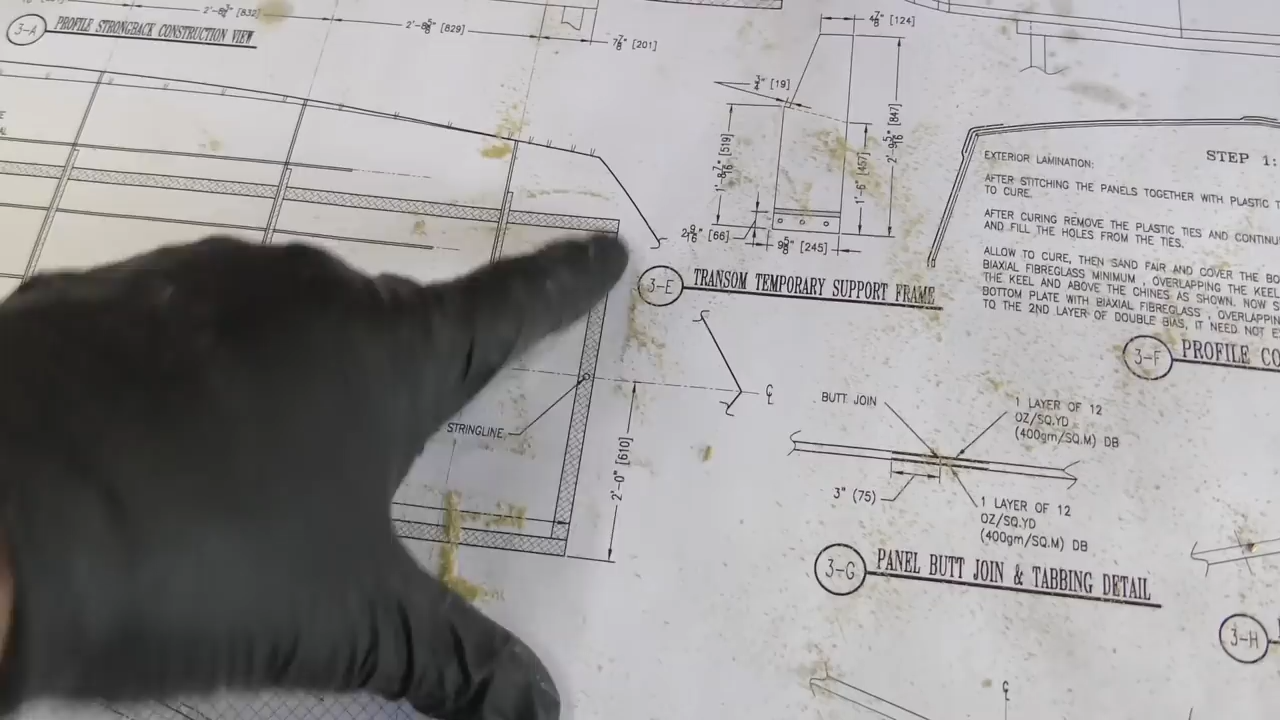 2'-8¾" [832]
2'-8⅝" [829]
7⅞" [201]
3-A PROFILE STRONGBACK CONSTRUCTION VIEW
4⅞" [124]
¾" [19]
1'-8 7/16" [519]
1'-6" [457]
2'-9 5/16" [847]
2 9/16" [66]
9⅝" [245]
3-E TRANSOM TEMPORARY SUPPORT FRAME
STEP 1:
EXTERIOR LAMINATION:
AFTER STITCHING THE PANELS TOGETHER WITH PLASTIC
TO CURE.
AFTER CURING REMOVE THE PLASTIC TIES AND
AND FILL THE HOLES FROM THE TIES.
ALLOW TO CURE, THEN SAND FAIR AND COVER THE
BIAXIAL FIBREGLASS MINIMUM , OVERLAPPING THE KEEL
THE KEEL AND ABOVE THE CHINES AS SHOWN. NOW
BOTTOM PLATE WITH BIAXIAL FIBREGLASS , OVERLAPPIN
TO THE 2ND LAYER OF DOUBLE BIAS, IT NEED NOT
3-F PROFILE CO
STRINGLINE
2'-0" [610]
℄
BUTT JOIN
1 LAYER OF 12
OZ/SQ.YD
(400gm/SQ.M) DB
3" (75)
1 LAYER OF 12
OZ/SQ.YD
(400gm/SQ.M) DB
3-G PANEL BUTT JOIN & TABBING DETAIL
3-H
℄